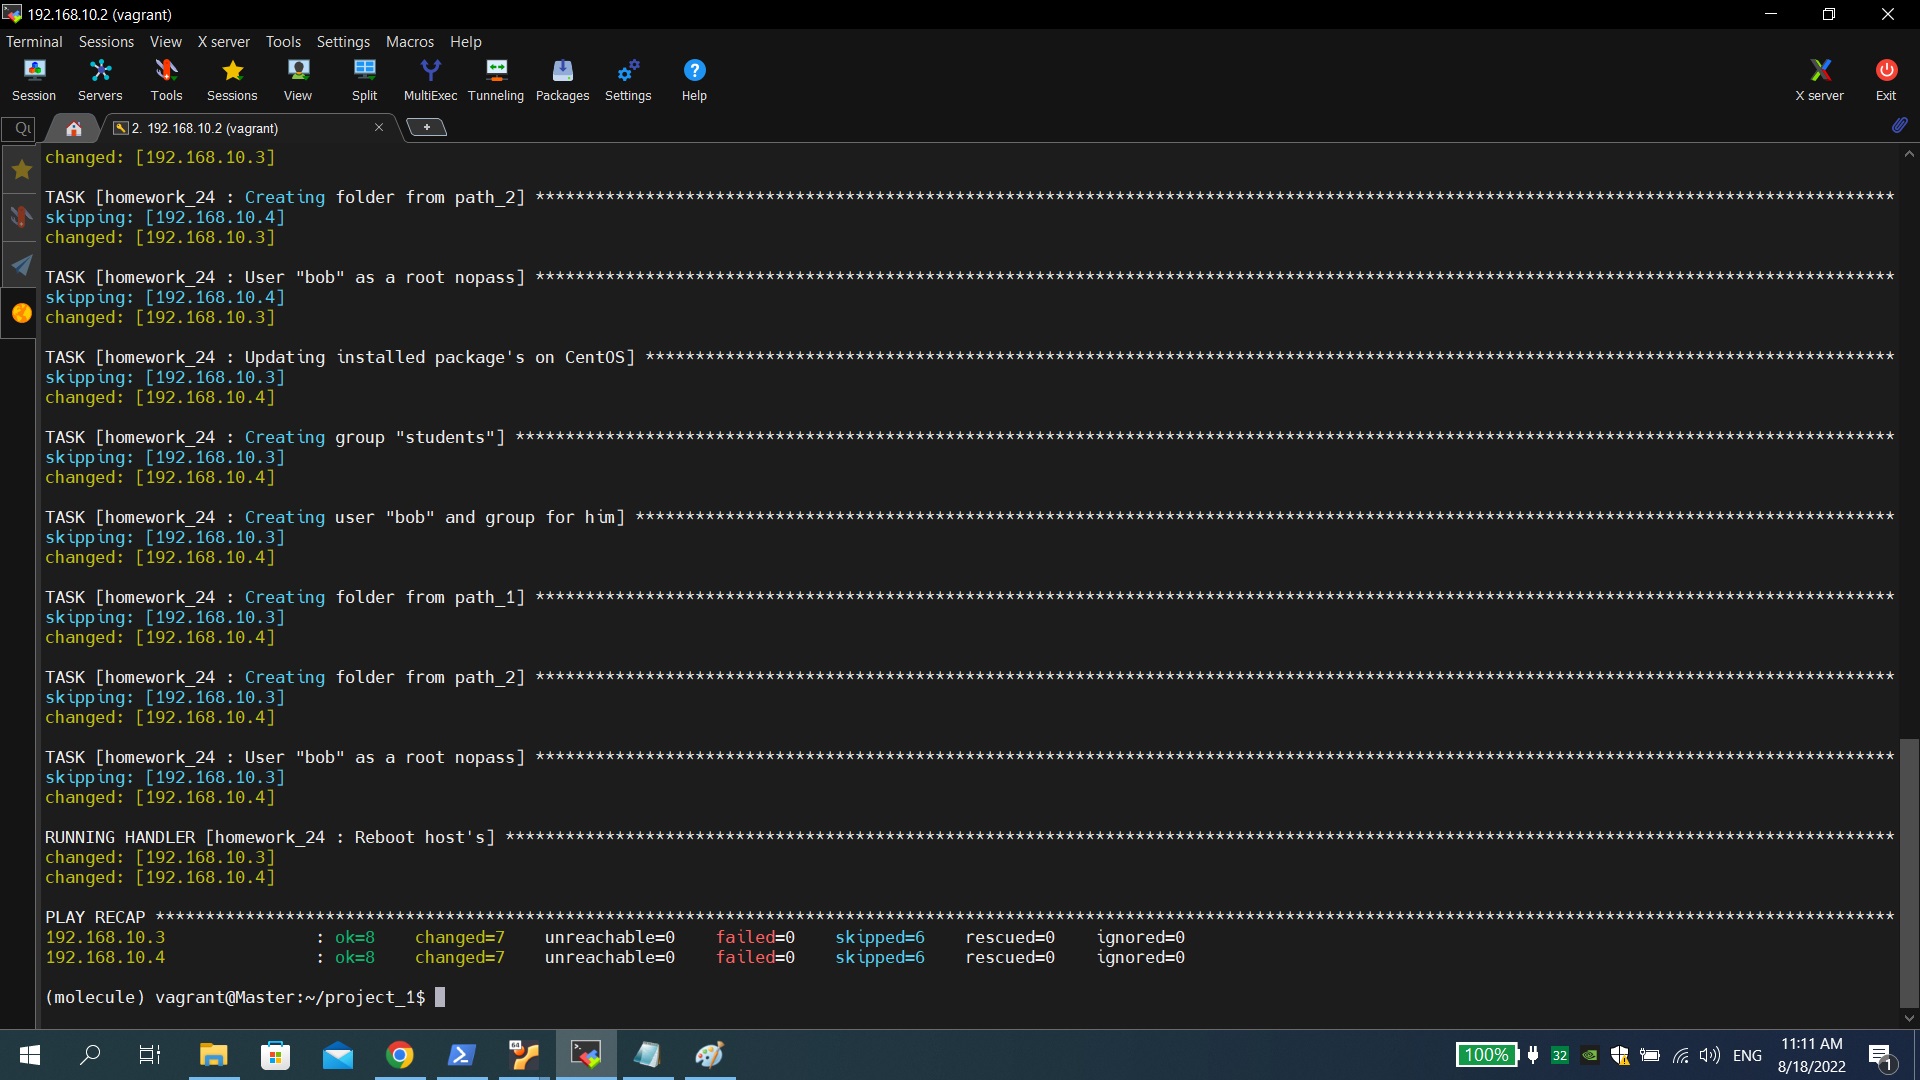 192.168.10.2 (vagrant)
Terminal Sessions View X server Tools Settings Macros Help
Session Servers Tools Sessions View Split MultiExec Tunneling Packages Settings Help X server Exit
2. 192.168.10.2 (vagrant)
changed: [192.168.10.3]
TASK [homework_24 : Creating folder from path_2] ****************************************************************************************************************************************
skipping: [192.168.10.4]
changed: [192.168.10.3]
TASK [homework_24 : User "bob" as a root nopass] ****************************************************************************************************************************************
skipping: [192.168.10.4]
changed: [192.168.10.3]
TASK [homework_24 : Updating installed package's on CentOS] *****************************************************************************************************************************
skipping: [192.168.10.3]
changed: [192.168.10.4]
TASK [homework_24 : Creating group "students"] ******************************************************************************************************************************************
skipping: [192.168.10.3]
changed: [192.168.10.4]
TASK [homework_24 : Creating user "bob" and group for him] ******************************************************************************************************************************
skipping: [192.168.10.3]
changed: [192.168.10.4]
TASK [homework_24 : Creating folder from path_1] ****************************************************************************************************************************************
skipping: [192.168.10.3]
changed: [192.168.10.4]
TASK [homework_24 : Creating folder from path_2] ****************************************************************************************************************************************
skipping: [192.168.10.3]
changed: [192.168.10.4]
TASK [homework_24 : User "bob" as a root nopass] ****************************************************************************************************************************************
skipping: [192.168.10.3]
changed: [192.168.10.4]
RUNNING HANDLER [homework_24 : Reboot host's] *******************************************************************************************************************************************
changed: [192.168.10.3]
changed: [192.168.10.4]
PLAY RECAP ******************************************************************************************************************************************************************************
192.168.10.3 : ok=8 changed=7 unreachable=0 failed=0 skipped=6 rescued=0 ignored=0
192.168.10.4 : ok=8 changed=7 unreachable=0 failed=0 skipped=6 rescued=0 ignored=0
(molecule) vagrant@Master:~/project_1$
100% 32 ENG 11:11 AM
8/18/2022 1